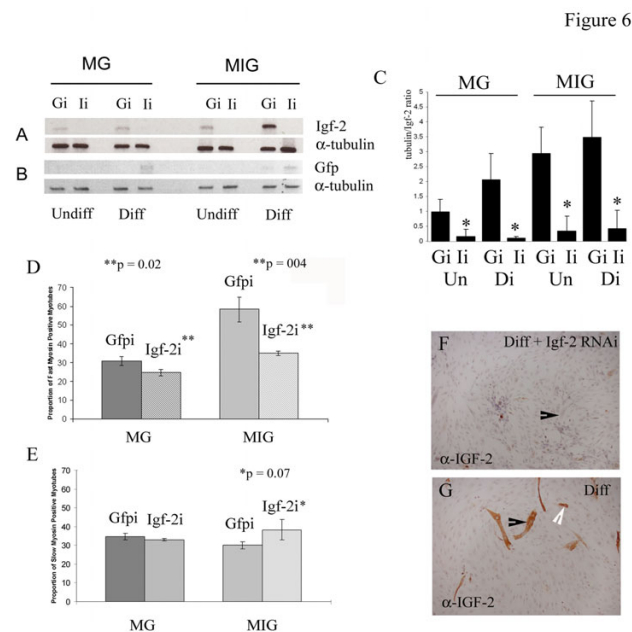 Figure 6
MG MIG
Gi Ii Gi Ii Gi Ii Gi Ii
A Igf-2
α-tubulin
B Gfp
α-tubulin
Undiff Diff Undiff Diff
C
MG MIG
tubulin/Igf-2 ratio
5
4.5
4
3.5
3
2.5
2
1.5
1
0.5
0
* * * *
Gi Ii Gi Ii Gi Ii Gi Ii
Un Di Un Di
D
**p = 0.02 **p = 004
Proportion of Fast Myosin Positive Myotubes
70
60
50
40
30
20
10
0
Gfpi Igf-2i** Gfpi Igf-2i**
MG MIG
E
*p = 0.07
Proportion of Slow Myosin Positive Myotubes
70
60
50
40
30
20
10
0
Gfpi Igf-2i Gfpi Igf-2i*
MG MIG
F Diff + Igf-2 RNAi
α-IGF-2
G Diff
α-IGF-2